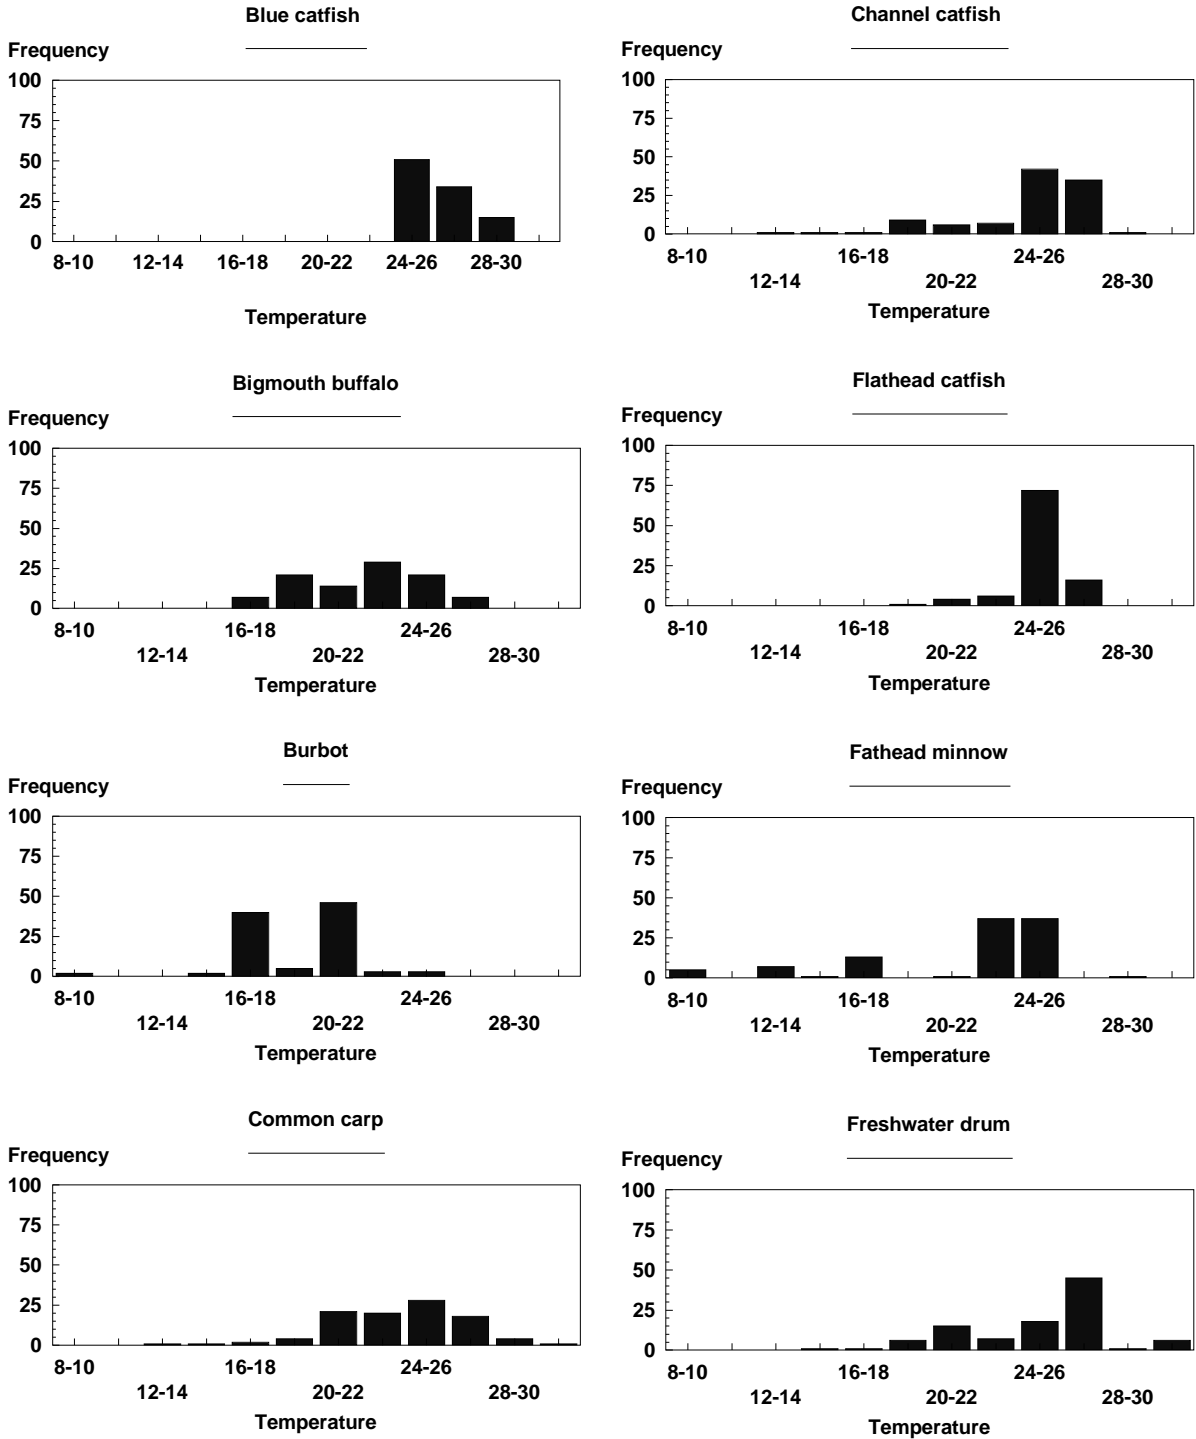 Blue catfish
Frequency
100
75
50
25
0
8-10 12-14 16-18 20-22 24-26 28-30
Temperature
Channel catfish
Frequency
100
75
50
25
0
8-10 16-18 24-26
12-14 20-22 28-30
Temperature
Bigmouth buffalo
Frequency
100
75
50
25
0
8-10 16-18 24-26
12-14 20-22 28-30
Temperature
Flathead catfish
Frequency
100
75
50
25
0
8-10 16-18 24-26
12-14 20-22 28-30
Temperature
Burbot
Frequency
100
75
50
25
0
8-10 16-18 24-26
12-14 20-22 28-30
Temperature
Fathead minnow
Frequency
100
75
50
25
0
8-10 16-18 24-26
12-14 20-22 28-30
Temperature
Common carp
Frequency
100
75
50
25
0
8-10 16-18 24-26
12-14 20-22 28-30
Temperature
Freshwater drum
Frequency
100
75
50
25
0
8-10 16-18 24-26
12-14 20-22 28-30
Temperature